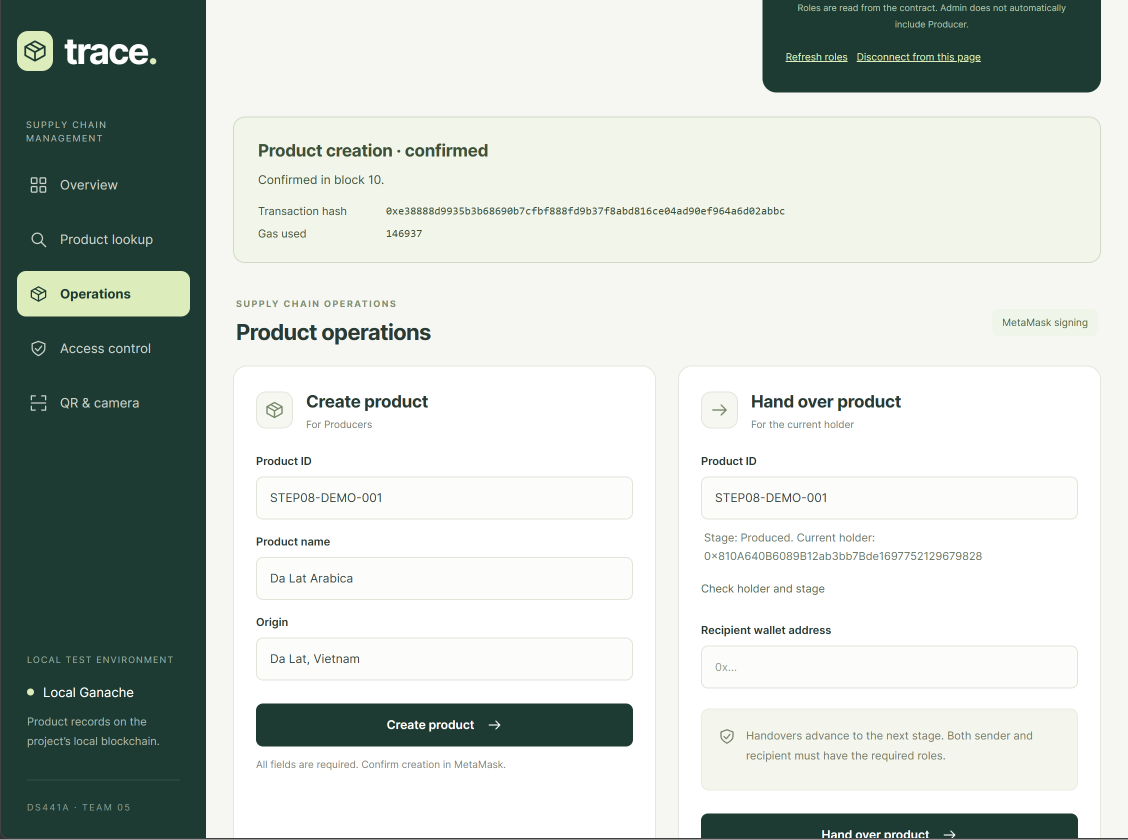 trace.
SUPPLY CHAIN
MANAGEMENT
Overview
Product lookup
Operations
Access control
QR & camera
LOCAL TEST ENVIRONMENT
Local Ganache
Product records on the
project's local blockchain.
DS441A · TEAM 05
Roles are read from the contract. Admin does not automatically
include Producer.
Refresh roles Disconnect from this page
Product creation · confirmed
Confirmed in block 10.
Transaction hash 0xe38888d9935b3b68690b7cfbf888fd9b37f8abd816ce04ad90ef964a6d02abbc
Gas used 146937
SUPPLY CHAIN OPERATIONS
Product operations
MetaMask signing
Create product
For Producers
Product ID
STEP08-DEMO-001
Product name
Da Lat Arabica
Origin
Da Lat, Vietnam
Create product →
All fields are required. Confirm creation in MetaMask.
Hand over product
For the current holder
Product ID
STEP08-DEMO-001
Stage: Produced. Current holder:
0×810A640B6089B12ab3bb7Bde1697752129679828
Check holder and stage
Recipient wallet address
0x...
Handovers advance to the next stage. Both sender and
recipient must have the required roles.
Hand over product →